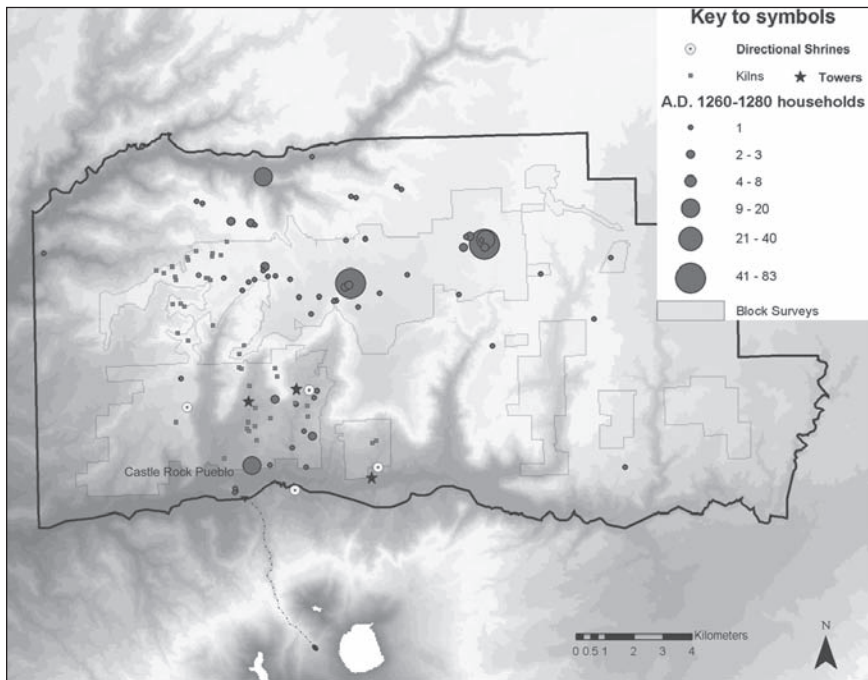 Key to symbols
Directional Shrines
Kilns
Towers
A.D. 1260-1280 households
1
2 - 3
4 - 8
9 - 20
21 - 40
41 - 83
Block Surveys
Castle Rock Pueblo
N
Kilometers
0 0.5 1 2 3 4